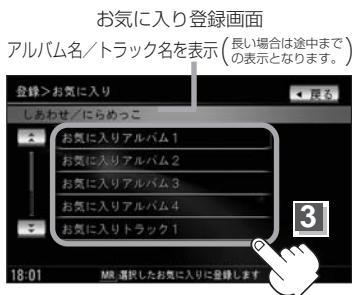 お気に入り登録画面
アルバム名／トラック名を表示(長い場合は途中までの表示となります。)
登録>お気に入り
◄ 戻る
しあわせ／にらめっこ
お気に入りアルバム1
お気に入りアルバム2
お気に入りアルバム3
お気に入りアルバム4
お気に入りトラック1
3
18:01
MR 選択したお気に入りに登録します